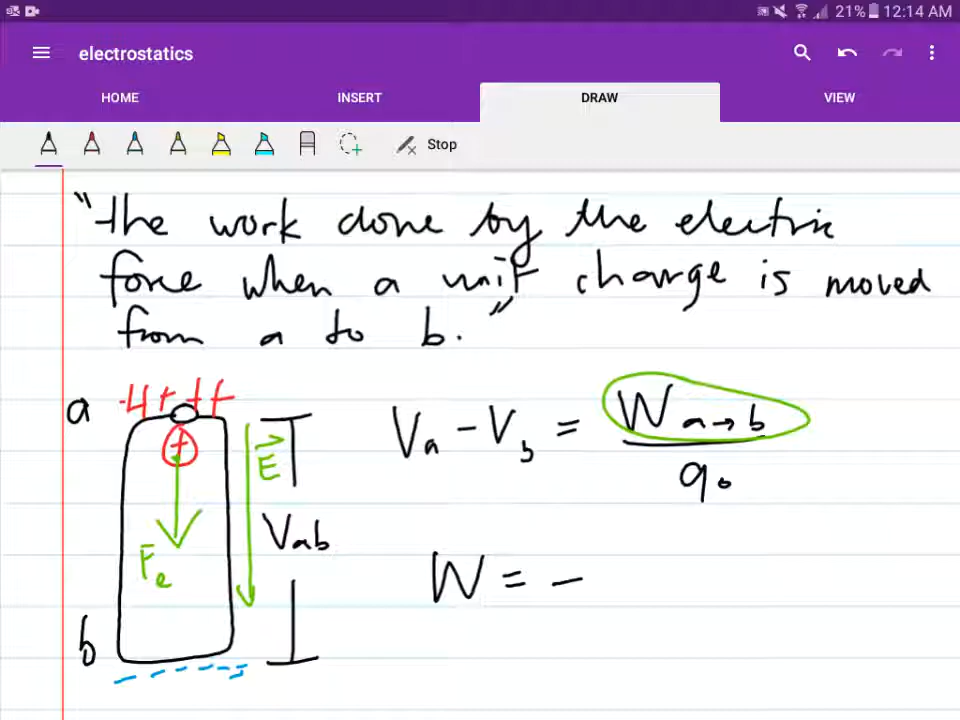 21% 12:14 AM
electrostatics
HOME INSERT DRAW VIEW
Stop
"The work done by the electric
force when a unit charge is moved
from a to b."
a
+ + + +
+
E
Va - Vb = Wa→b / q0
Vab
Fe
W = -
b